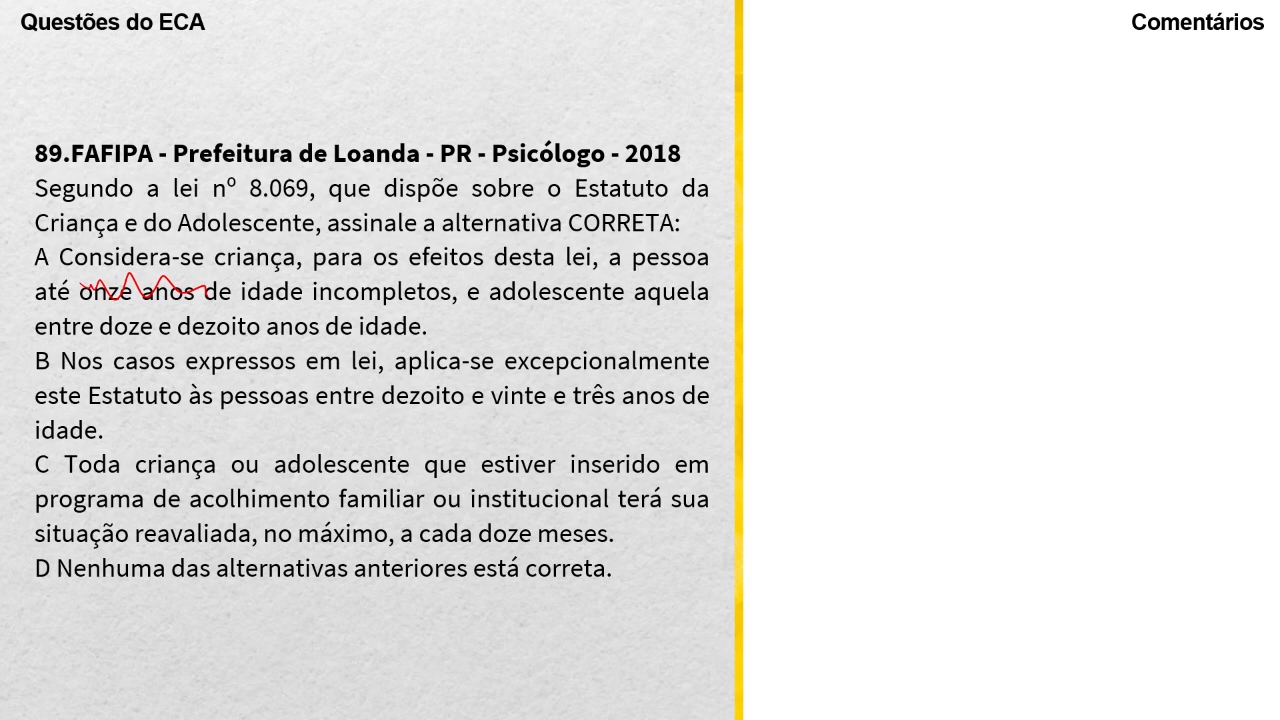 Questões do ECA
Comentários
89.FAFIPA - Prefeitura de Loanda - PR - Psicólogo - 2018
Segundo a lei nº 8.069, que dispõe sobre o Estatuto da
Criança e do Adolescente, assinale a alternativa CORRETA:
A Considera-se criança, para os efeitos desta lei, a pessoa
até onze anos de idade incompletos, e adolescente aquela
entre doze e dezoito anos de idade.
B Nos casos expressos em lei, aplica-se excepcionalmente
este Estatuto às pessoas entre dezoito e vinte e três anos de
idade.
C Toda criança ou adolescente que estiver inserido em
programa de acolhimento familiar ou institucional terá sua
situação reavaliada, no máximo, a cada doze meses.
D Nenhuma das alternativas anteriores está correta.